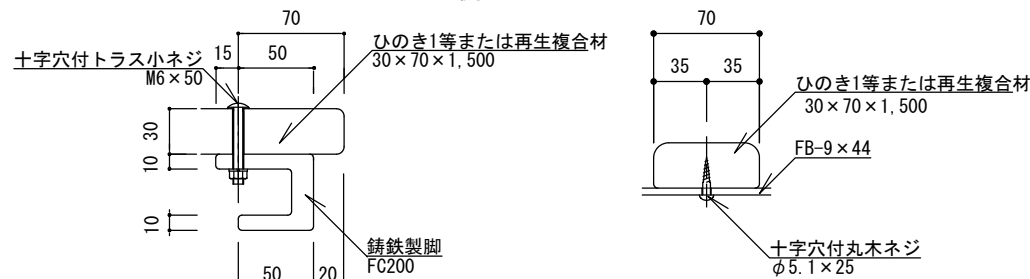 70
15
50
十字穴付トラス小ネジ
M6×50
ひのき1等または再生複合材
30×70×1,500
30
10
10
鋳鉄製脚
FC200
50
20
70
35
35
ひのき1等または再生複合材
30×70×1,500
FB-9×44
十字穴付丸木ネジ
φ5.1×25